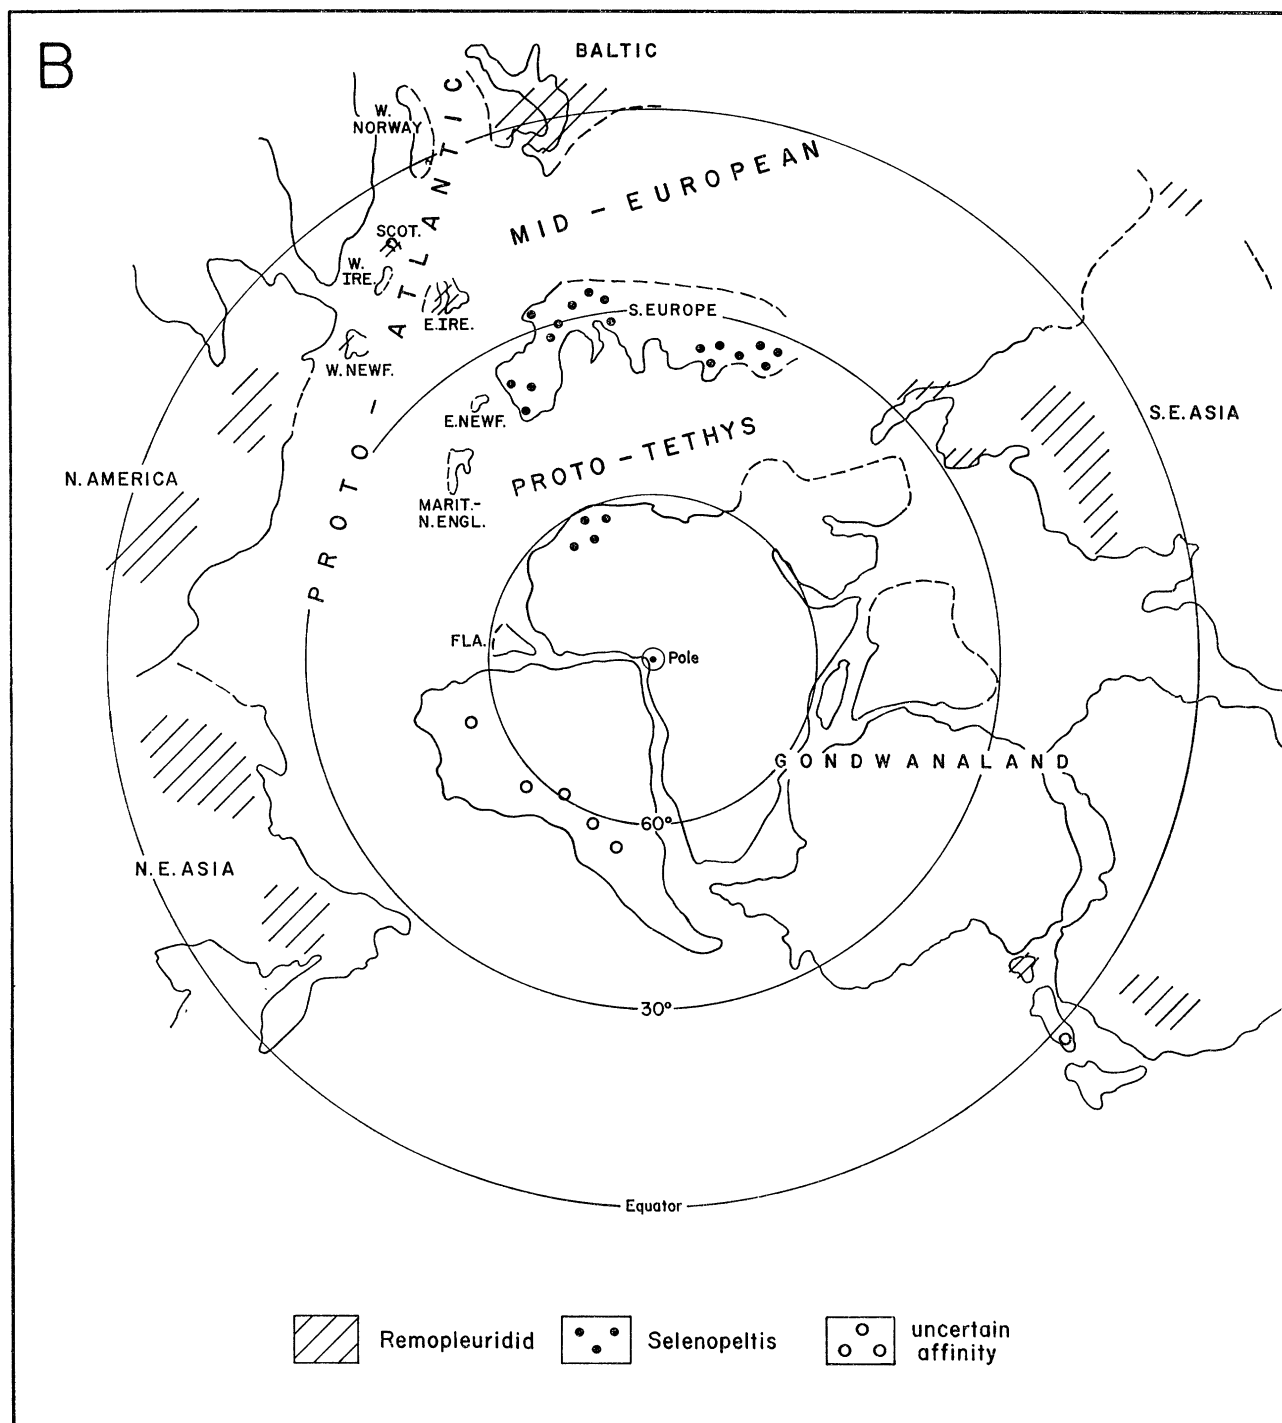 B
BALTIC
W.
NORWAY
PROTO - ATLANTIC
MID - EUROPEAN
SCOT.
W.
IRE.
E.IRE.
S.EUROPE
W.NEWF.
E.NEWF.
S.E.ASIA
N.AMERICA
PROTO-TETHYS
MARIT.-
N.ENGL.
FLA.
Pole
GONDWANALAND
60°
N.E.ASIA
30°
Equator
Remopleuridid
Selenopeltis
uncertain
affinity